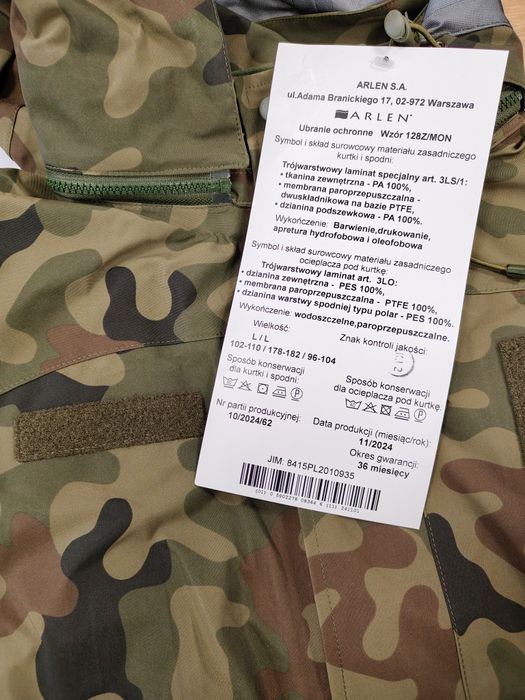 ARLEN S.A.
ul.Adama Branickiego 17, 02-972 Warszawa
ARLEN
Ubranie ochronne Wzór 128Z/MON
Symbol i skład surowcowy materiału zasadniczego
kurtki i spodni:
Trójwarstwowy laminat specjalny art. 3LS/1:
• tkanina zewnętrzna - PA 100%,
• membrana paroprzepuszczalna -
dwuskładnikowa na bazie PTFE,
• dzianina podszewkowa - PA 100%.
Wykończenie: Barwienie,drukowanie,
apretura hydrofobowa i oleofobowa
Symbol i skład surowcowy materiału zasadniczego
ocieplacza pod kurtkę:
Trójwarstwowy laminat art. 3LO:
• dzianina zewnętrzna - PES 100%,
• membrana paroprzepuszczalna - PTFE 100%,
• dzianina warstwy spodniej typu polar - PES 100%.
Wykończenie: wodoszczelne,paroprzepuszczalne.
Wielkość:
L / L
102-110 / 178-182 / 96-104
Znak kontroli jakości:
Sposób konserwacji
dla kurtki i spodni:
Sposób konserwacji
dla ocieplacza pod kurtkę:
Nr partii produkcyjnej:
10/2024/62
Data produkcji (miesiąc/rok):
11/2024
Okres gwarancji:
36 miesięcy
JIM: 8415PL2010935